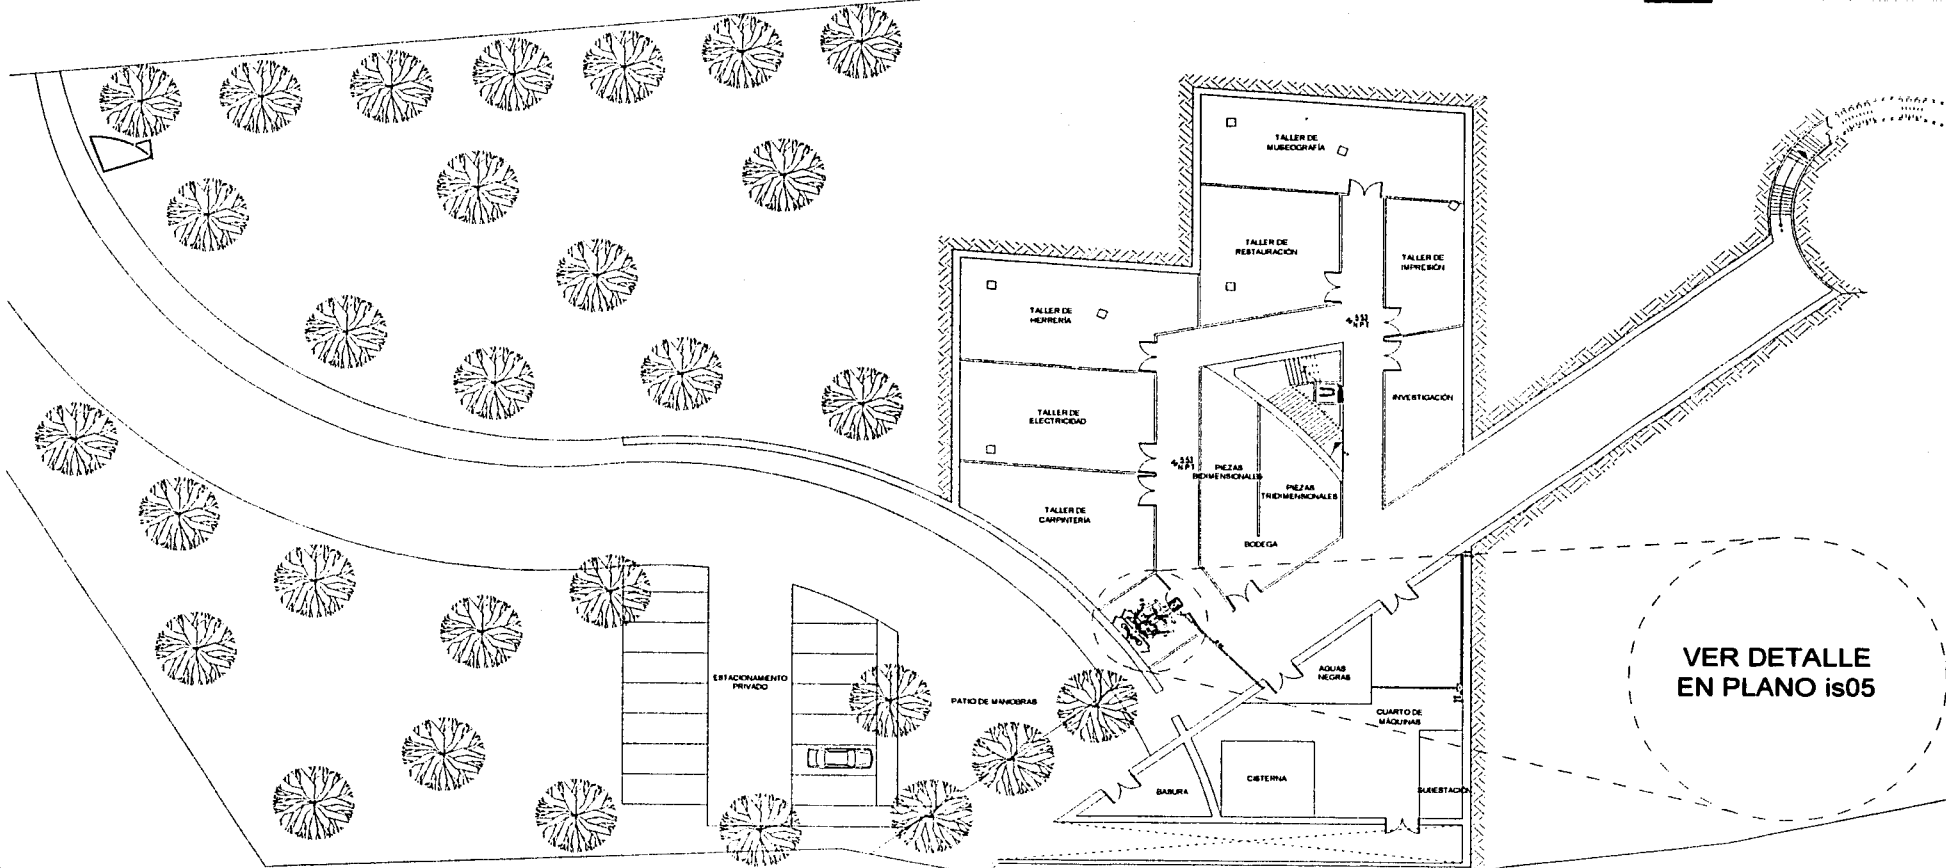 TALLER DE
MUSEOGRAFÍA
TALLER DE
RESTAURACIÓN
TALLER DE
IMPRESIÓN
TALLER DE
HERRERÍA
N.P.T.
INVESTIGACIÓN
TALLER DE
ELECTRICIDAD
N.P.T.
PIEZAS
BIDIMENSIONALES
PIEZAS
TRIDIMENSIONALES
TALLER DE
CARPINTERÍA
BODEGA
ESTACIONAMIENTO
PRIVADO
PATIO DE MANIOBRAS
AGUAS
NEGRAS
CUARTO DE
MÁQUINAS
CISTERNA
BASURA
SUBESTACIÓN
VER DETALLE
EN PLANO is05